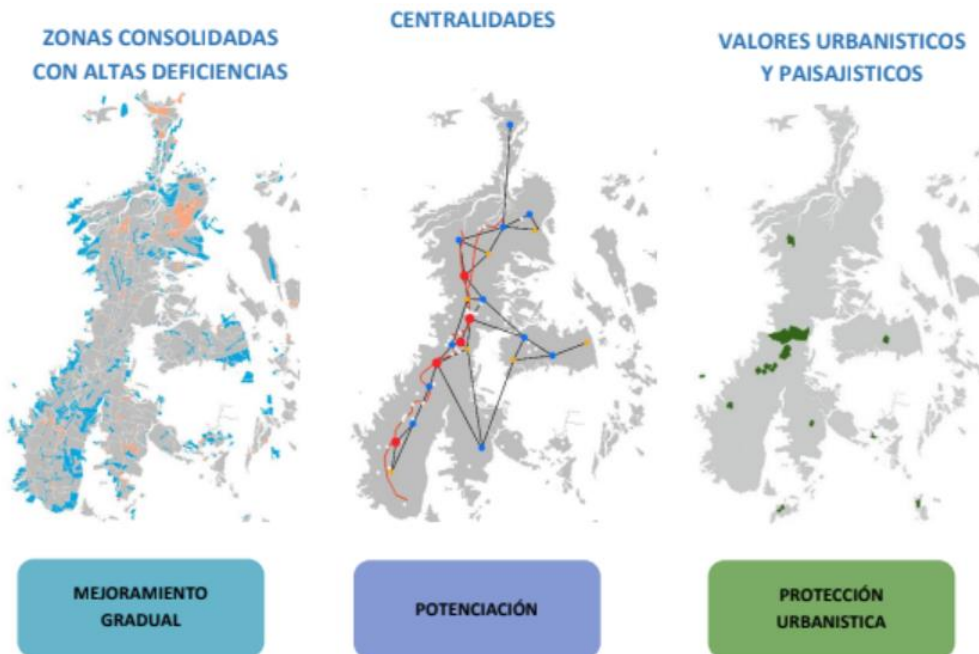 ZONAS CONSOLIDADAS
CON ALTAS DEFICIENCIAS
CENTRALIDADES
VALORES URBANISTICOS
Y PAISAJISTICOS
MEJORAMIENTO
GRADUAL
POTENCIACIÓN
PROTECCIÓN
URBANISTICA